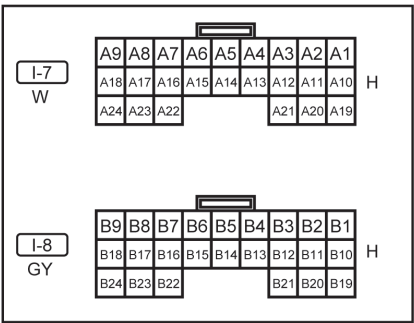 A9 A8 A7 A6 A5 A4 A3 A2 A1
I-7
A18 A17 A16 A15 A14 A13 A12 A11 A10 H
W
A24 A23 A22 A21 A20 A19
B9 B8 B7 B6 B5 B4 B3 B2 B1
I-8
B18 B17 B16 B15 B14 B13 B12 B11 B10 H
GY
B24 B23 B22 B21 B20 B19